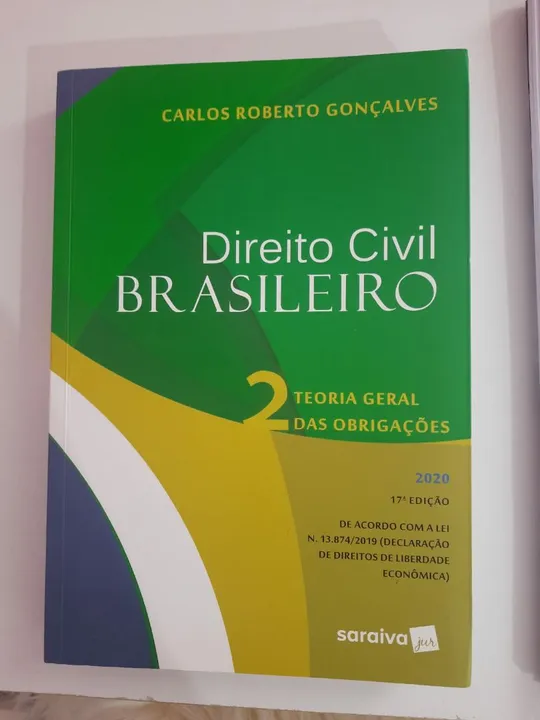 CARLOS ROBERTO GONÇALVES
Direito Civil
BRASILEIRO
2 TEORIA GERAL
DAS OBRIGAÇÕES
2020
17ª EDIÇÃO
DE ACORDO COM A LEI
N. 13.874/2019 (DECLARAÇÃO
DE DIREITOS DE LIBERDADE
ECONÔMICA)
saraiva jur